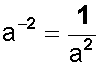 a⁻² = 1/a²